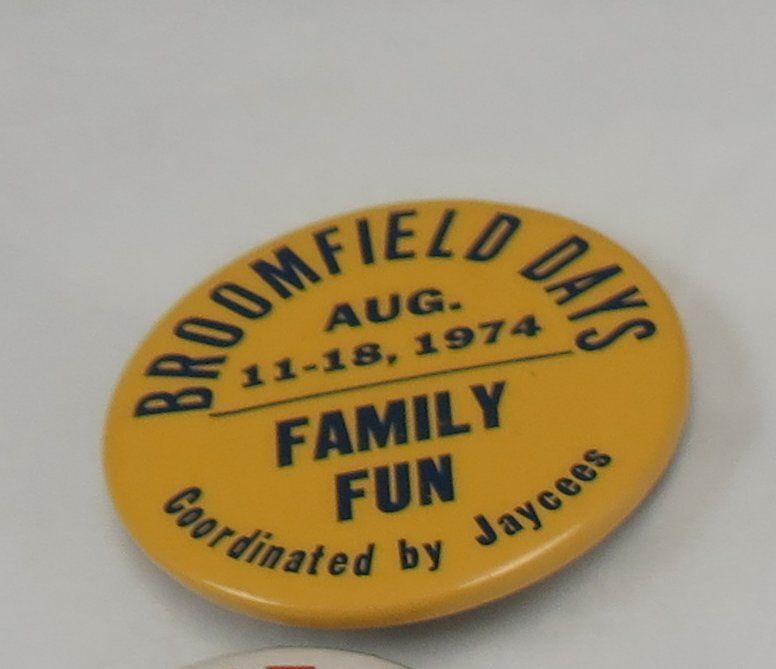 BROOMFIELD DAYS
AUG.
11-18, 1974
FAMILY
FUN
Coordinated by Jaycees